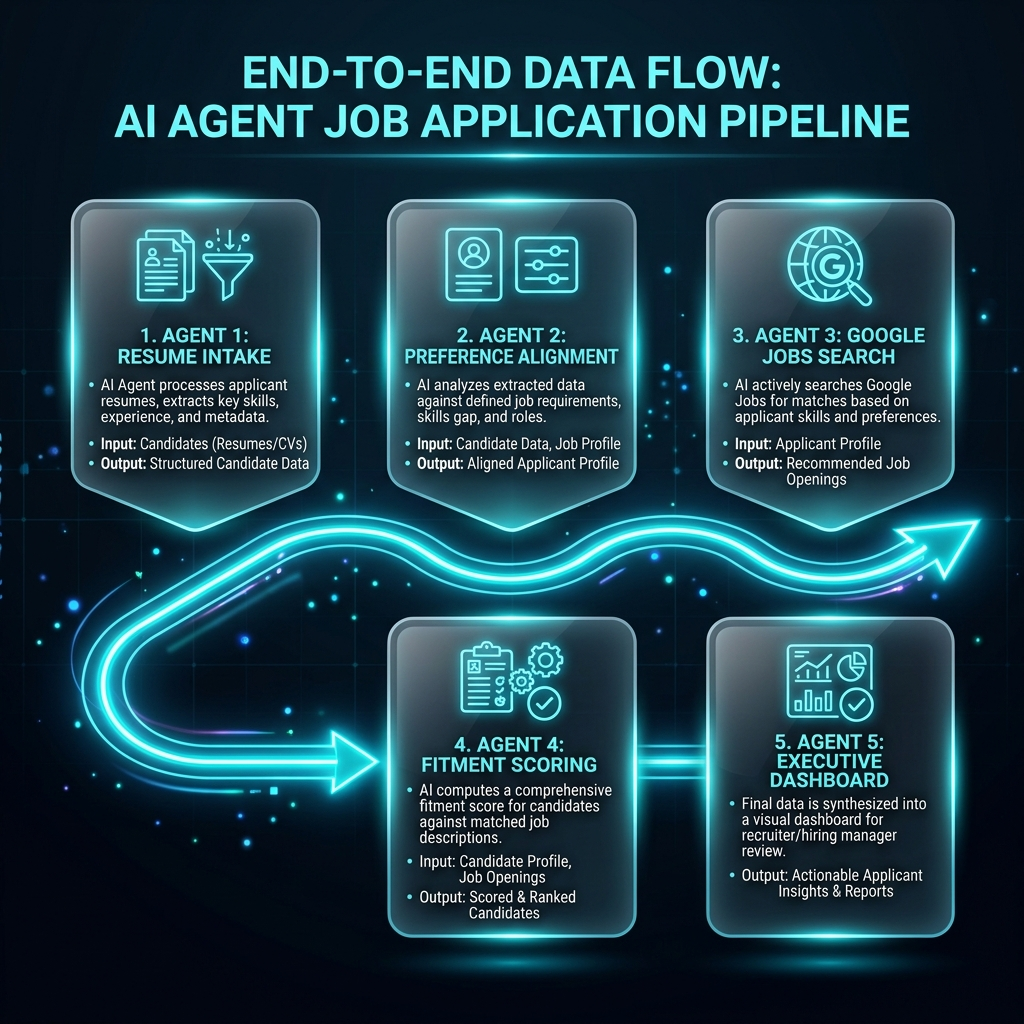 END-TO-END DATA FLOW:
AI AGENT JOB APPLICATION PIPELINE
1. AGENT 1:
RESUME INTAKE
• AI Agent processes applicant
resumes, extracts key skills,
experience, and metadata.
• Input: Candidates (Resumes/CVs)
• Output: Structured Candidate Data
2. AGENT 2:
PREFERENCE ALIGNMENT
• AI analyzes extracted data
against defined job requirements,
skills gap, and roles.
• Input: Candidate Data, Job Profile
• Output: Aligned Applicant Profile
G
3. AGENT 3: GOOGLE
JOBS SEARCH
• AI actively searches Google
Jobs for matches based on
applicant skills and preferences.
• Input: Applicant Profile
• Output: Recommended Job
Openings
4. AGENT 4:
FITMENT SCORING
• AI computes a comprehensive
fitment score for candidates
against matched job
descriptions.
• Input: Candidate Profile,
Job Openings
• Output: Scored & Ranked
Candidates
5. AGENT 5:
EXECUTIVE
DASHBOARD
• Final data is synthesized into
a visual dashboard for
recruiter/hiring manager
review.
• Output: Actionable Applicant
Insights & Reports